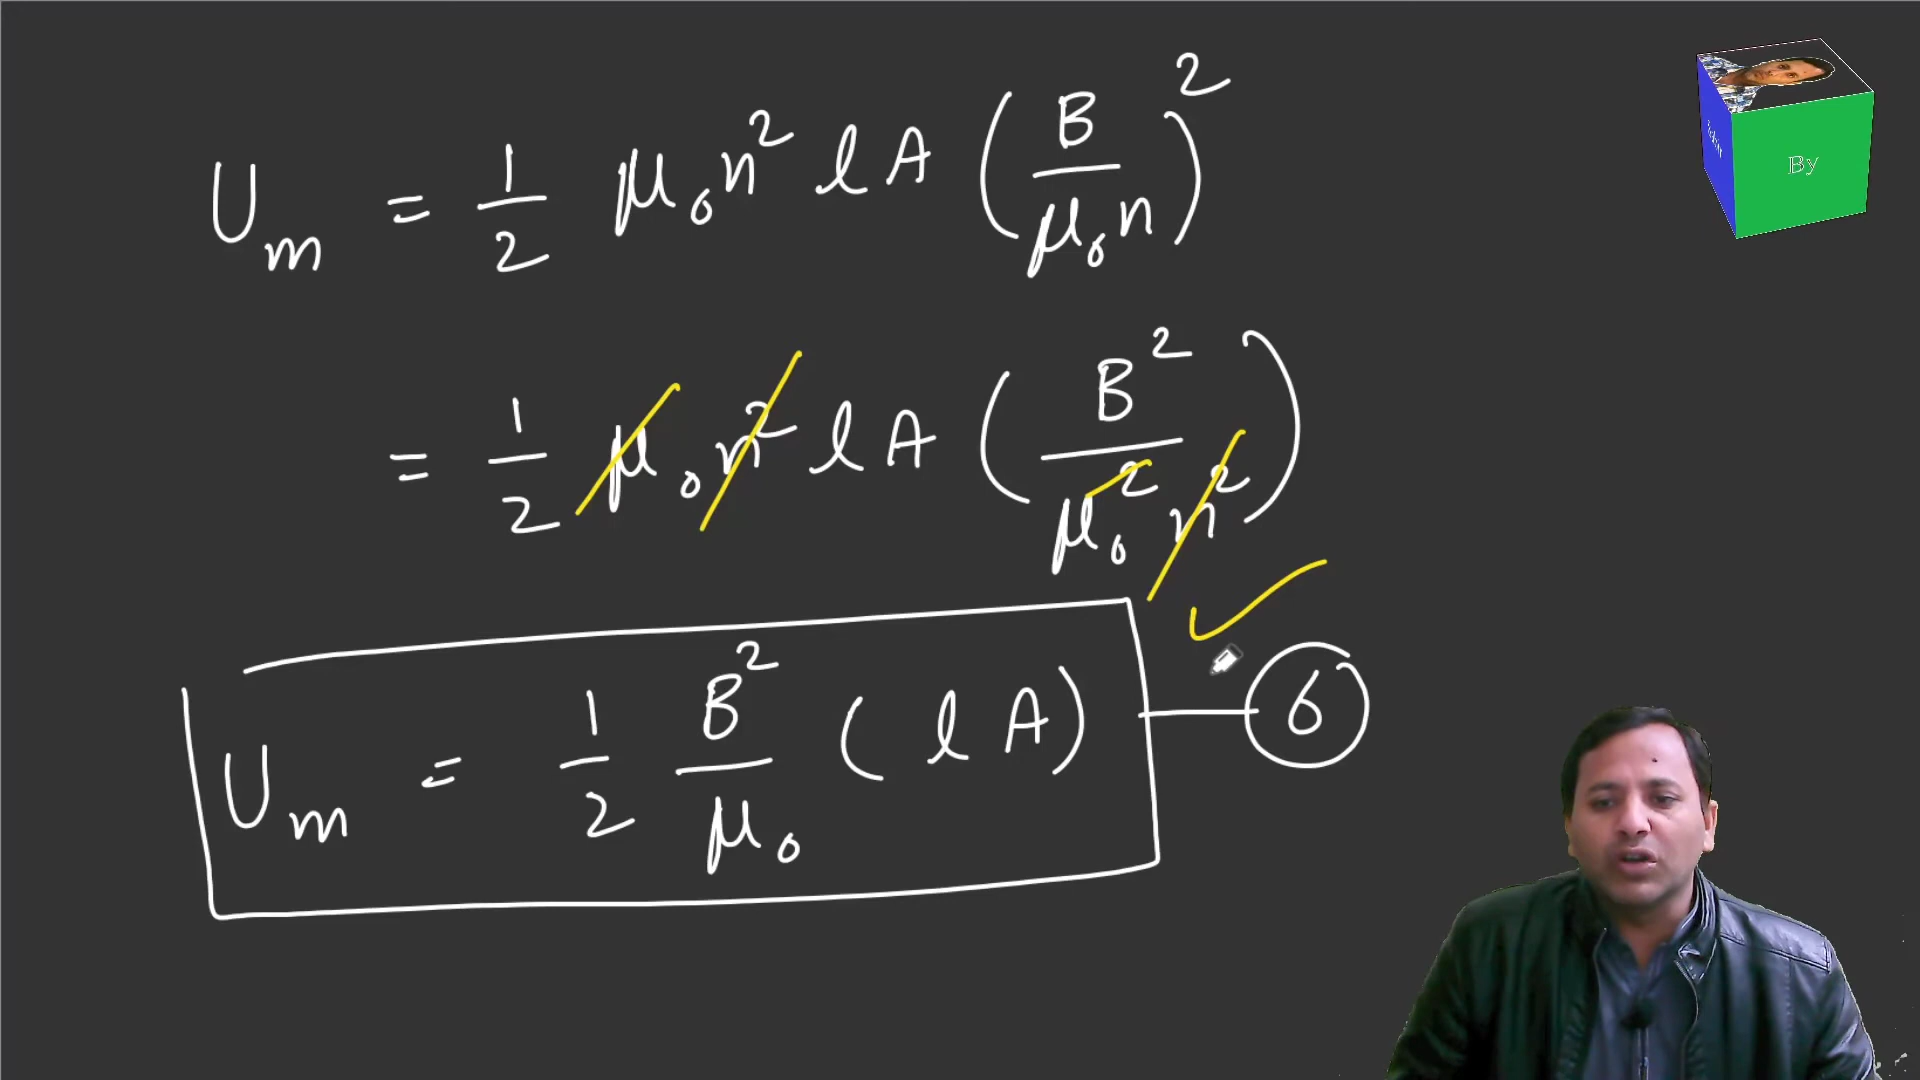 U_m = 1/2 μ₀n² l A (B/μ₀n)²
By
= 1/2 μ₀n² l A (B²/μ₀²n²)
U_m = 1/2 B²/μ₀ (l A) — 6